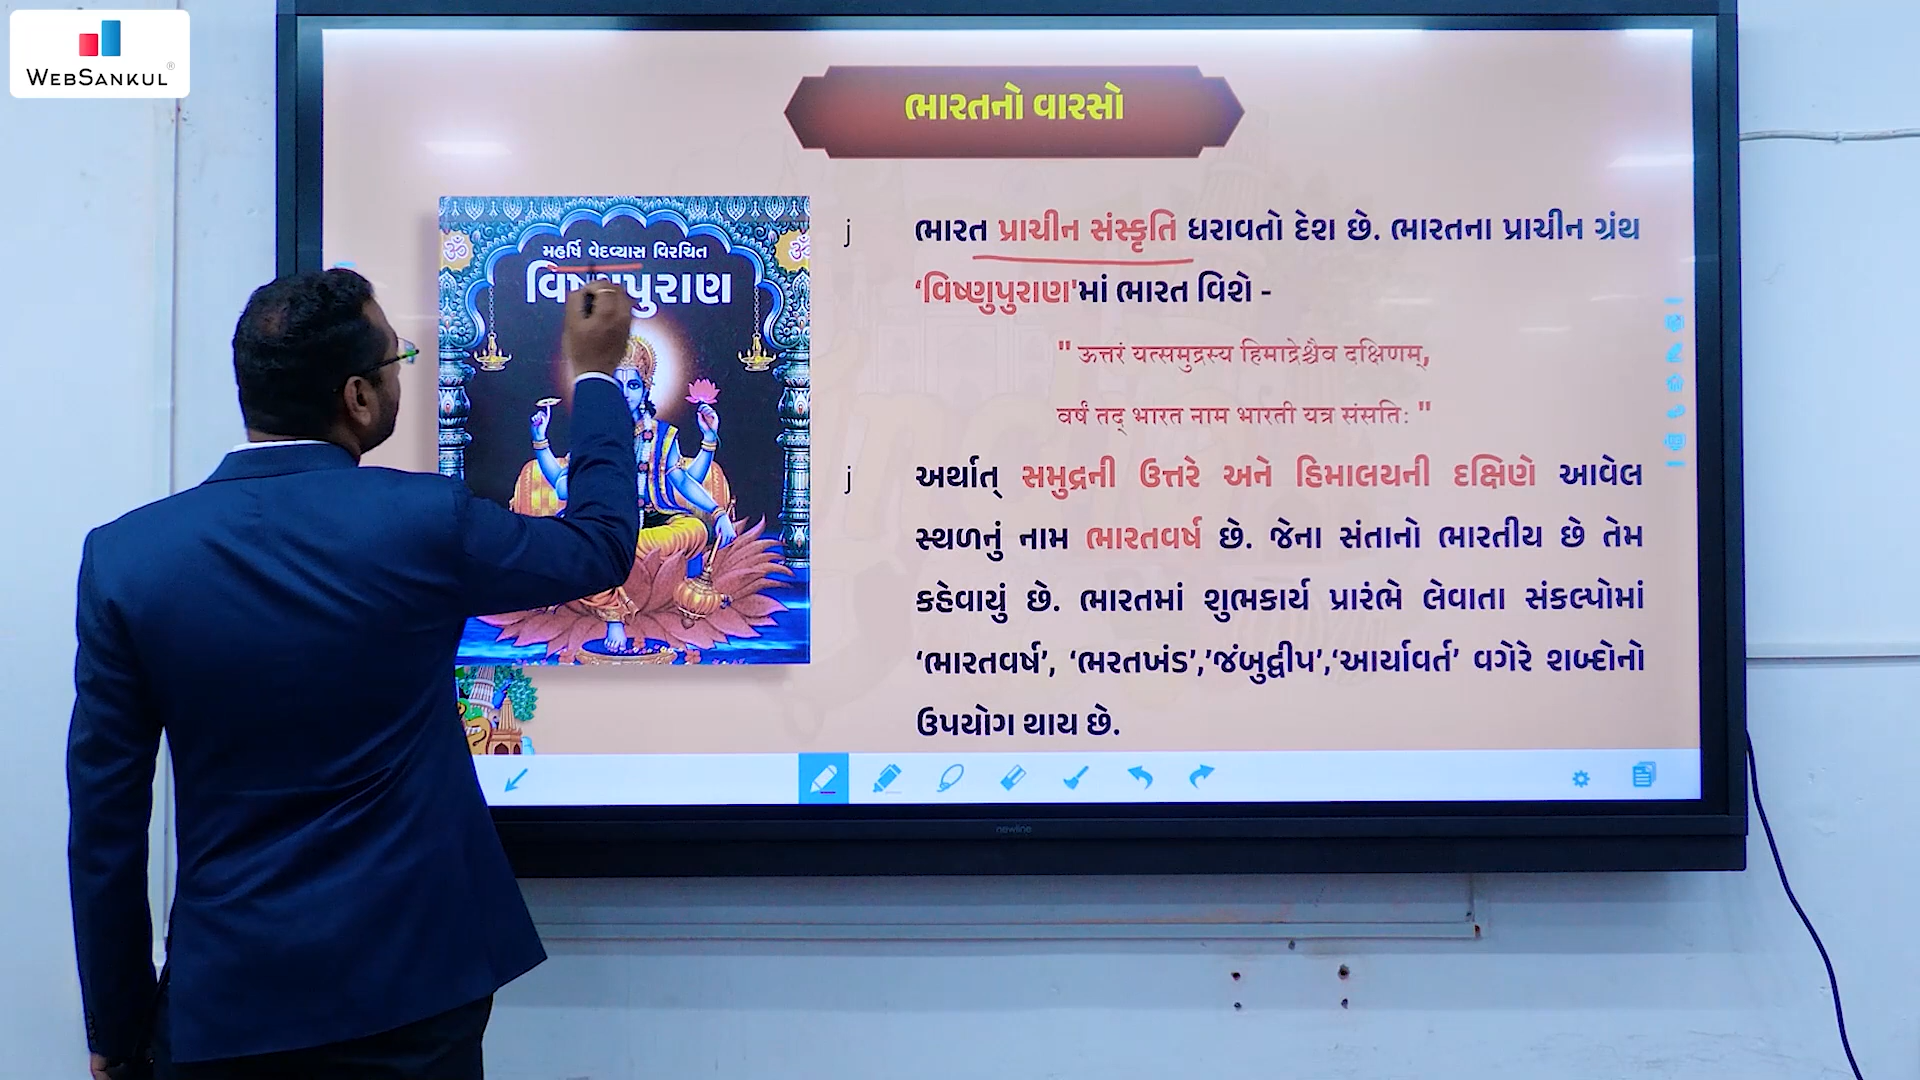 WEBSANKUL
ભારતનો વારસો
મહર્ષિ વેદવ્યાસ વિરચિત
j ભારત પ્રાચીન સંસ્કૃતિ ધરાવતો દેશ છે. ભારતના પ્રાચીન ગ્રંથ
‘વિષ્ણુપુરાણ'માં ભારત વિશે -
" ऊत्तरं यत्समुद्रस्य हिमाद्रेश्चैव दक्षिणम्,
वर्षं तद् भारत नाम भारती यत्र संसतिः "
j અર્થાત્ સમુદ્રની ઉત્તરે અને હિમાલયની દક્ષિણે આવેલ
સ્થળનું નામ ભારતવર્ષ છે. જેના સંતાનો ભારતીય છે તેમ
કહેવાયું છે. ભારતમાં શુભકાર્ય પ્રારંભે લેવાતા સંકલ્પોમાં
‘ભારતવર્ષ’, ‘ભરતખંડ’,’જંબુદ્વીપ’,‘આર્યાવર્ત’ વગેરે શબ્દોનો
ઉપયોગ થાય છે.
newline